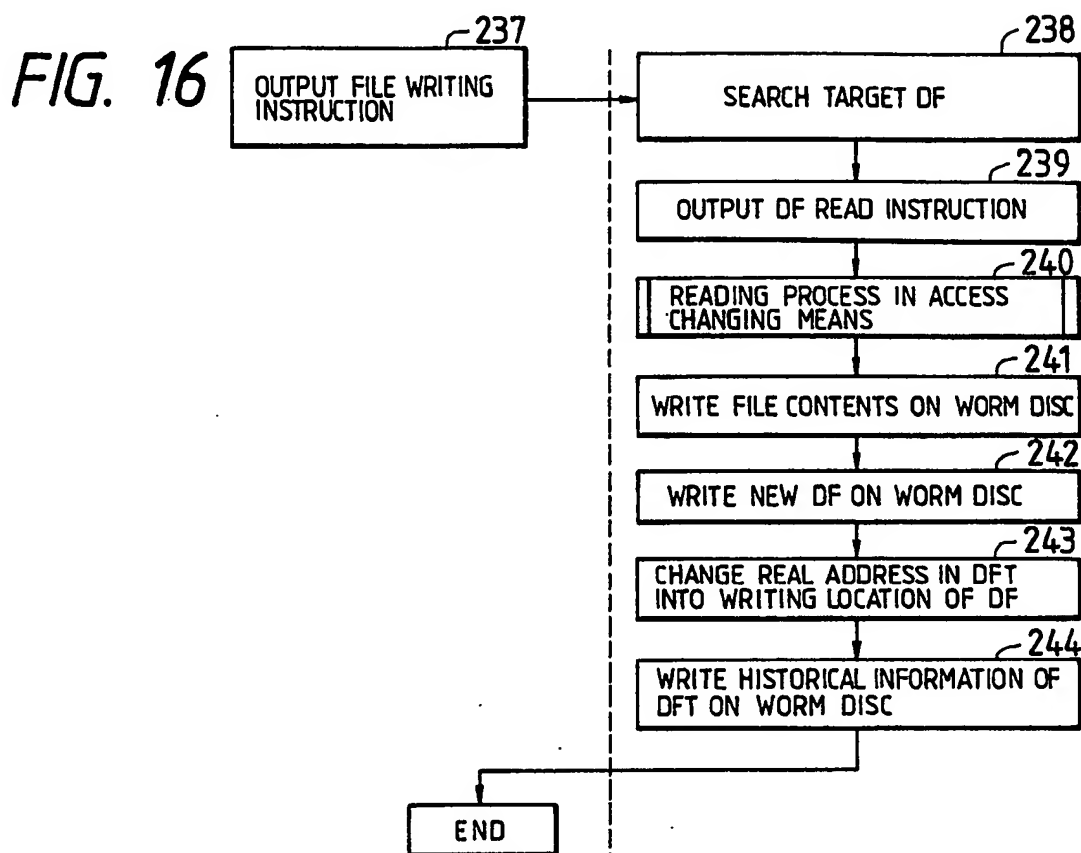 FIG. 16
237
OUTPUT FILE WRITING
INSTRUCTION
238
SEARCH TARGET DF
239
OUTPUT DF READ INSTRUCTION
240
READING PROCESS IN ACCESS
CHANGING MEANS
241
WRITE FILE CONTENTS ON WORM DISC
242
WRITE NEW DF ON WORM DISC
243
CHANGE REAL ADDRESS IN DFT
INTO WRITING LOCATION OF DF
244
WRITE HISTORICAL INFORMATION OF
DFT ON WORM DISC
END